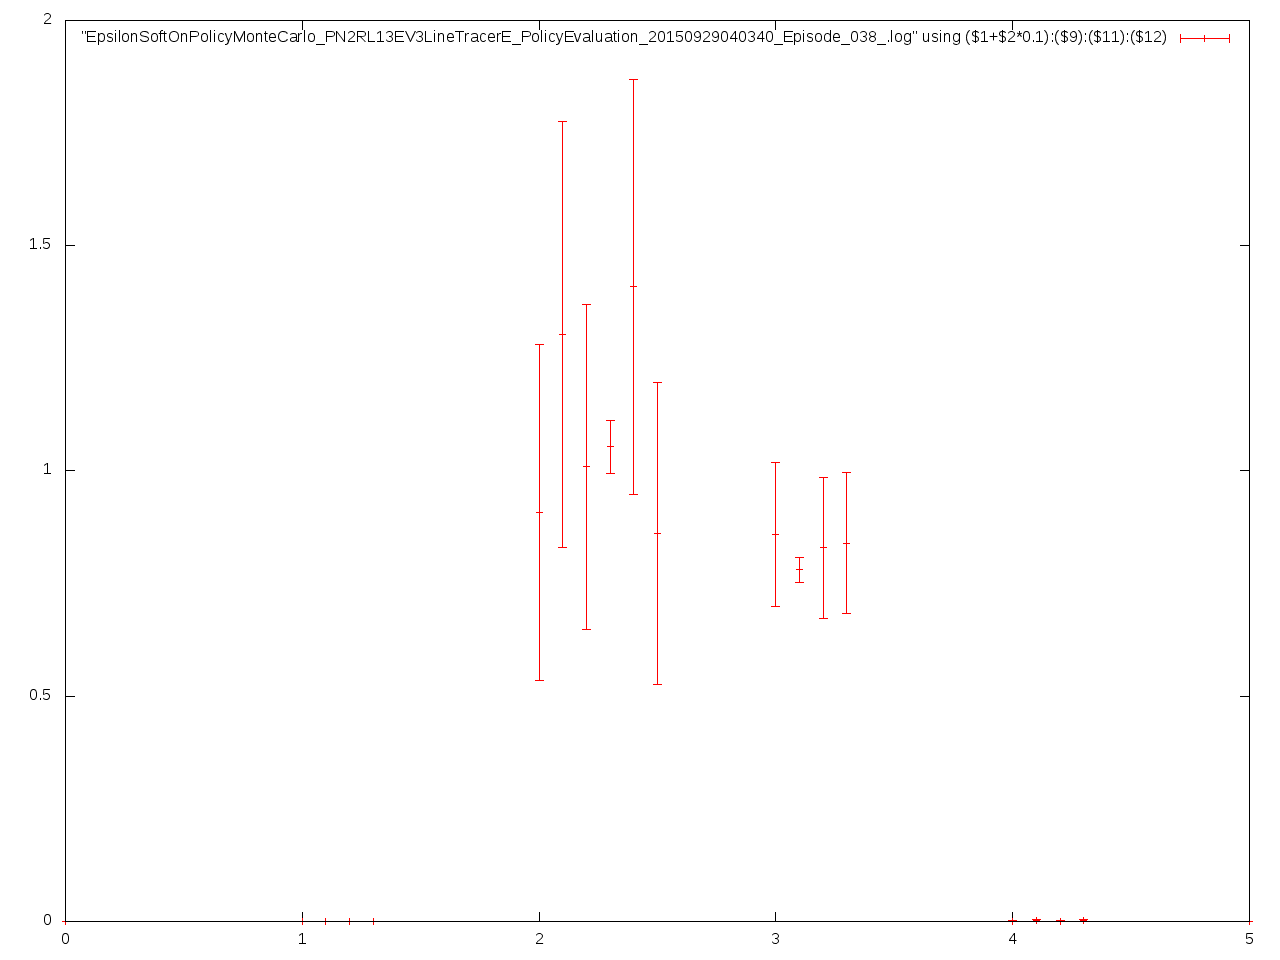 2
"EpsilonSoftOnPolicyMonteCarlo_PN2RL13EV3LineTracerE_PolicyEvaluation_20150929040340_Episode_038_.log" using ($1+$2*0.1):($9):($11):($12)
1.5
1
0.5
0
0 1 2 3 4 5